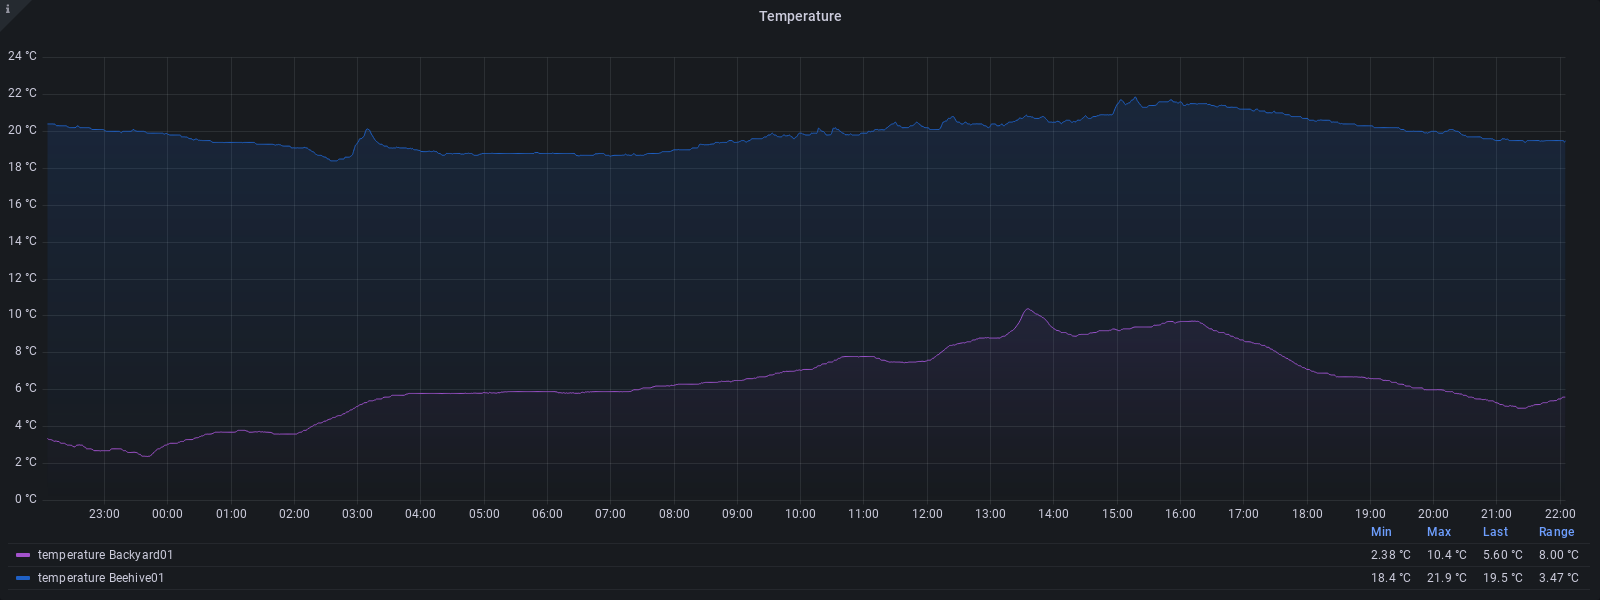 i
Temperature
24 °C
22 °C
20 °C
18 °C
16 °C
14 °C
12 °C
10 °C
8 °C
6 °C
4 °C
2 °C
0 °C
23:00 00:00 01:00 02:00 03:00 04:00 05:00 06:00 07:00 08:00 09:00 10:00 11:00 12:00 13:00 14:00 15:00 16:00 17:00 18:00 19:00 20:00 21:00 22:00
Min Max Last Range
temperature Backyard01 2.38 °C 10.4 °C 5.60 °C 8.00 °C
temperature Beehive01 18.4 °C 21.9 °C 19.5 °C 3.47 °C